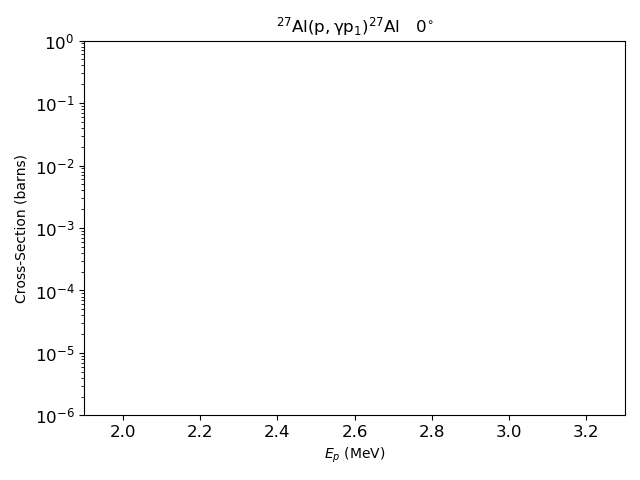 ²⁷Al(p, γp₁)²⁷Al 0°
10⁰
10⁻¹
10⁻²
10⁻³
10⁻⁴
10⁻⁵
10⁻⁶
Cross-Section (barns)
2.0 2.2 2.4 2.6 2.8 3.0 3.2
Eₚ (MeV)